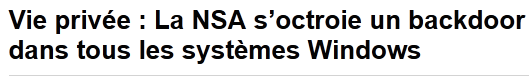 Vie privée : La NSA s’octroie un backdoor
dans tous les systèmes Windows